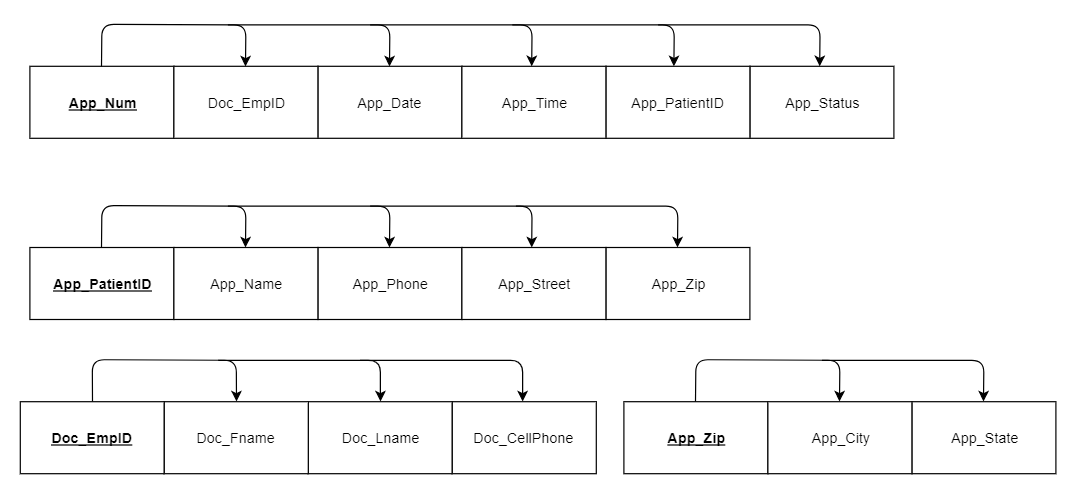 App_Num Doc_EmpID App_Date App_Time App_PatientID App_Status
App_PatientID App_Name App_Phone App_Street App_Zip
Doc_EmpID Doc_Fname Doc_Lname Doc_CellPhone App_Zip App_City App_State